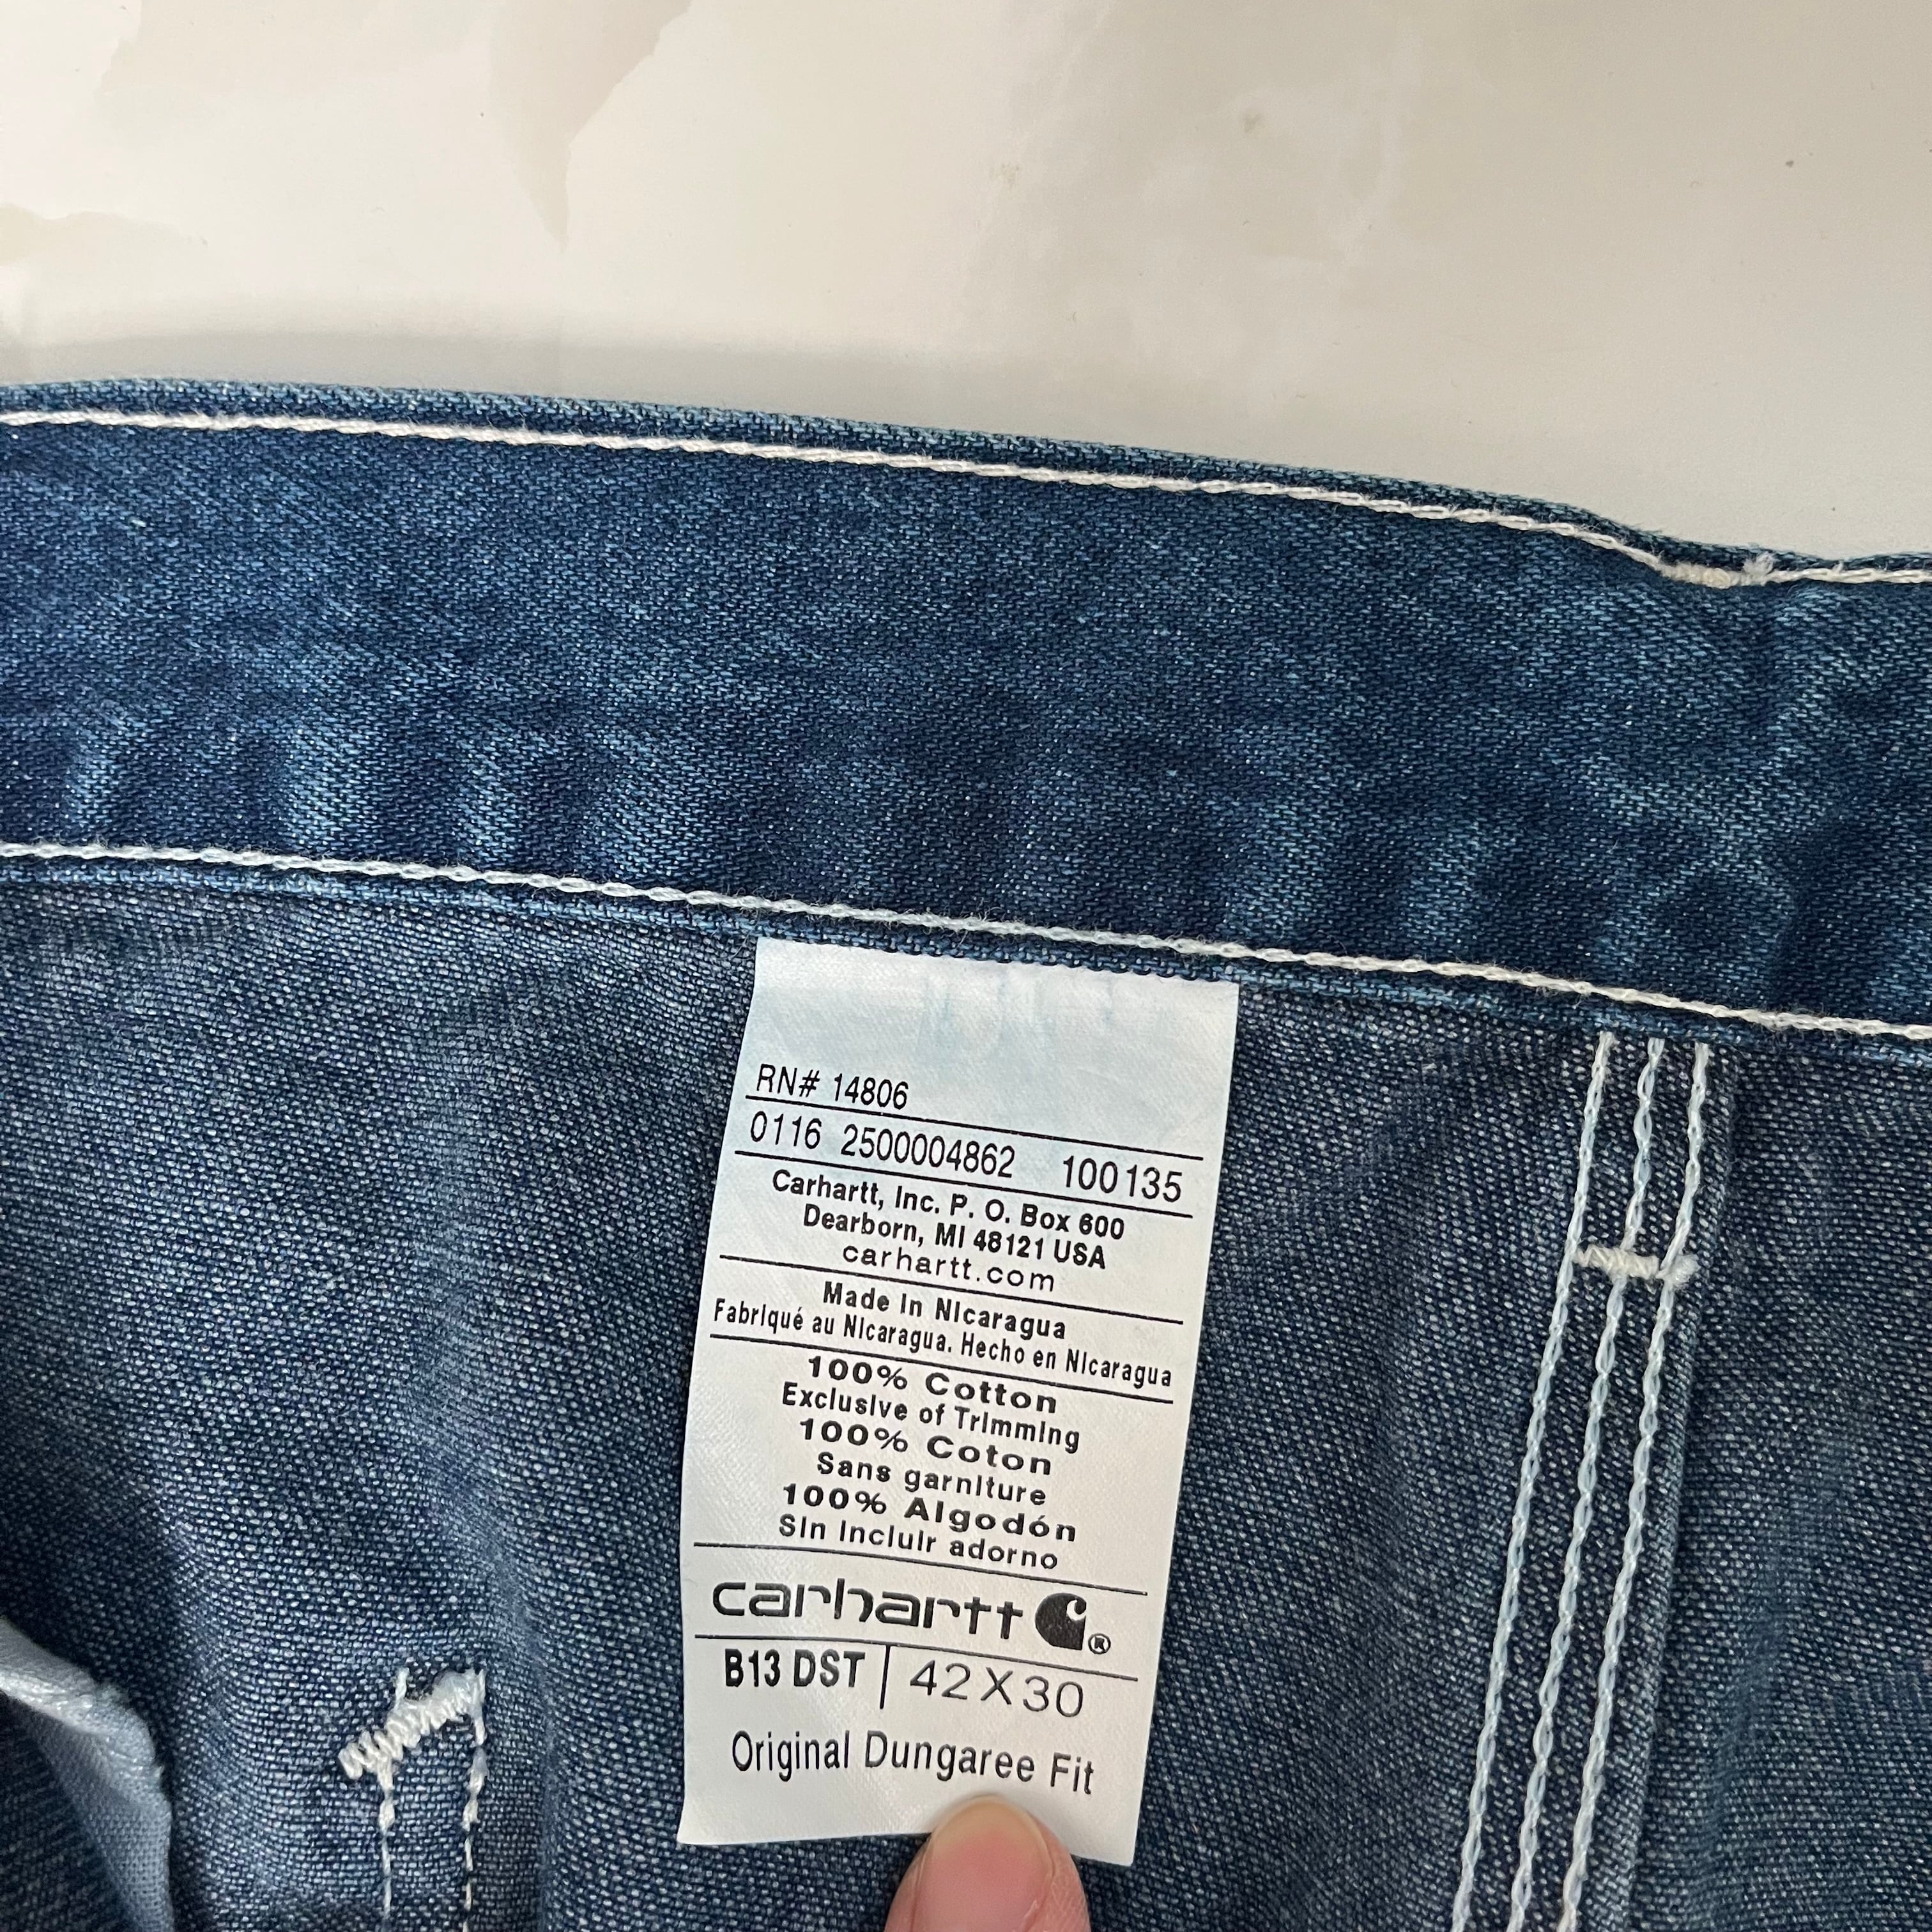 RN# 14806
0116 2500004862 100135
Carhartt, Inc. P. O. Box 600
Dearborn, MI 48121 USA
carhartt.com
Made in Nicaragua
Fabriqué au Nicaragua. Hecho en Nicaragua
100% Cotton
Exclusive of Trimming
100% Coton
Sans garniture
100% Algodón
Sin incluir adorno
carhartt ®
B13 DST | 42 X 30
Original Dungaree Fit